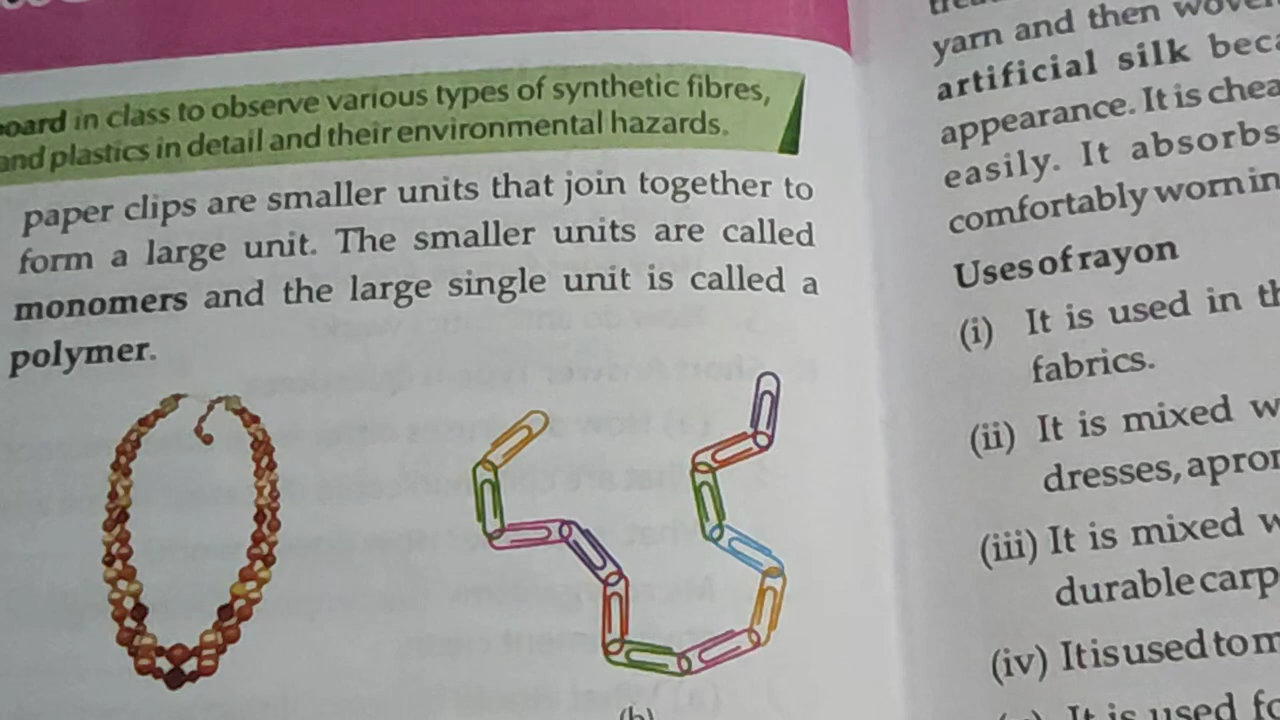 in class to observe various types of synthetic fibres,
and plastics in detail and their environmental hazards.
paper clips are smaller units that join together to
form a large unit. The smaller units are called
monomers and the large single unit is called a
polymer.
(b)
yarn and then
artificial silk
appearance. It is
easily. It absorbs
comfortably worn in
Uses of rayon
(i) It is used in
fabrics.
(ii) It is mixed
dresses,
(iii) It is mixed
durable
(iv) It is used to
It is used